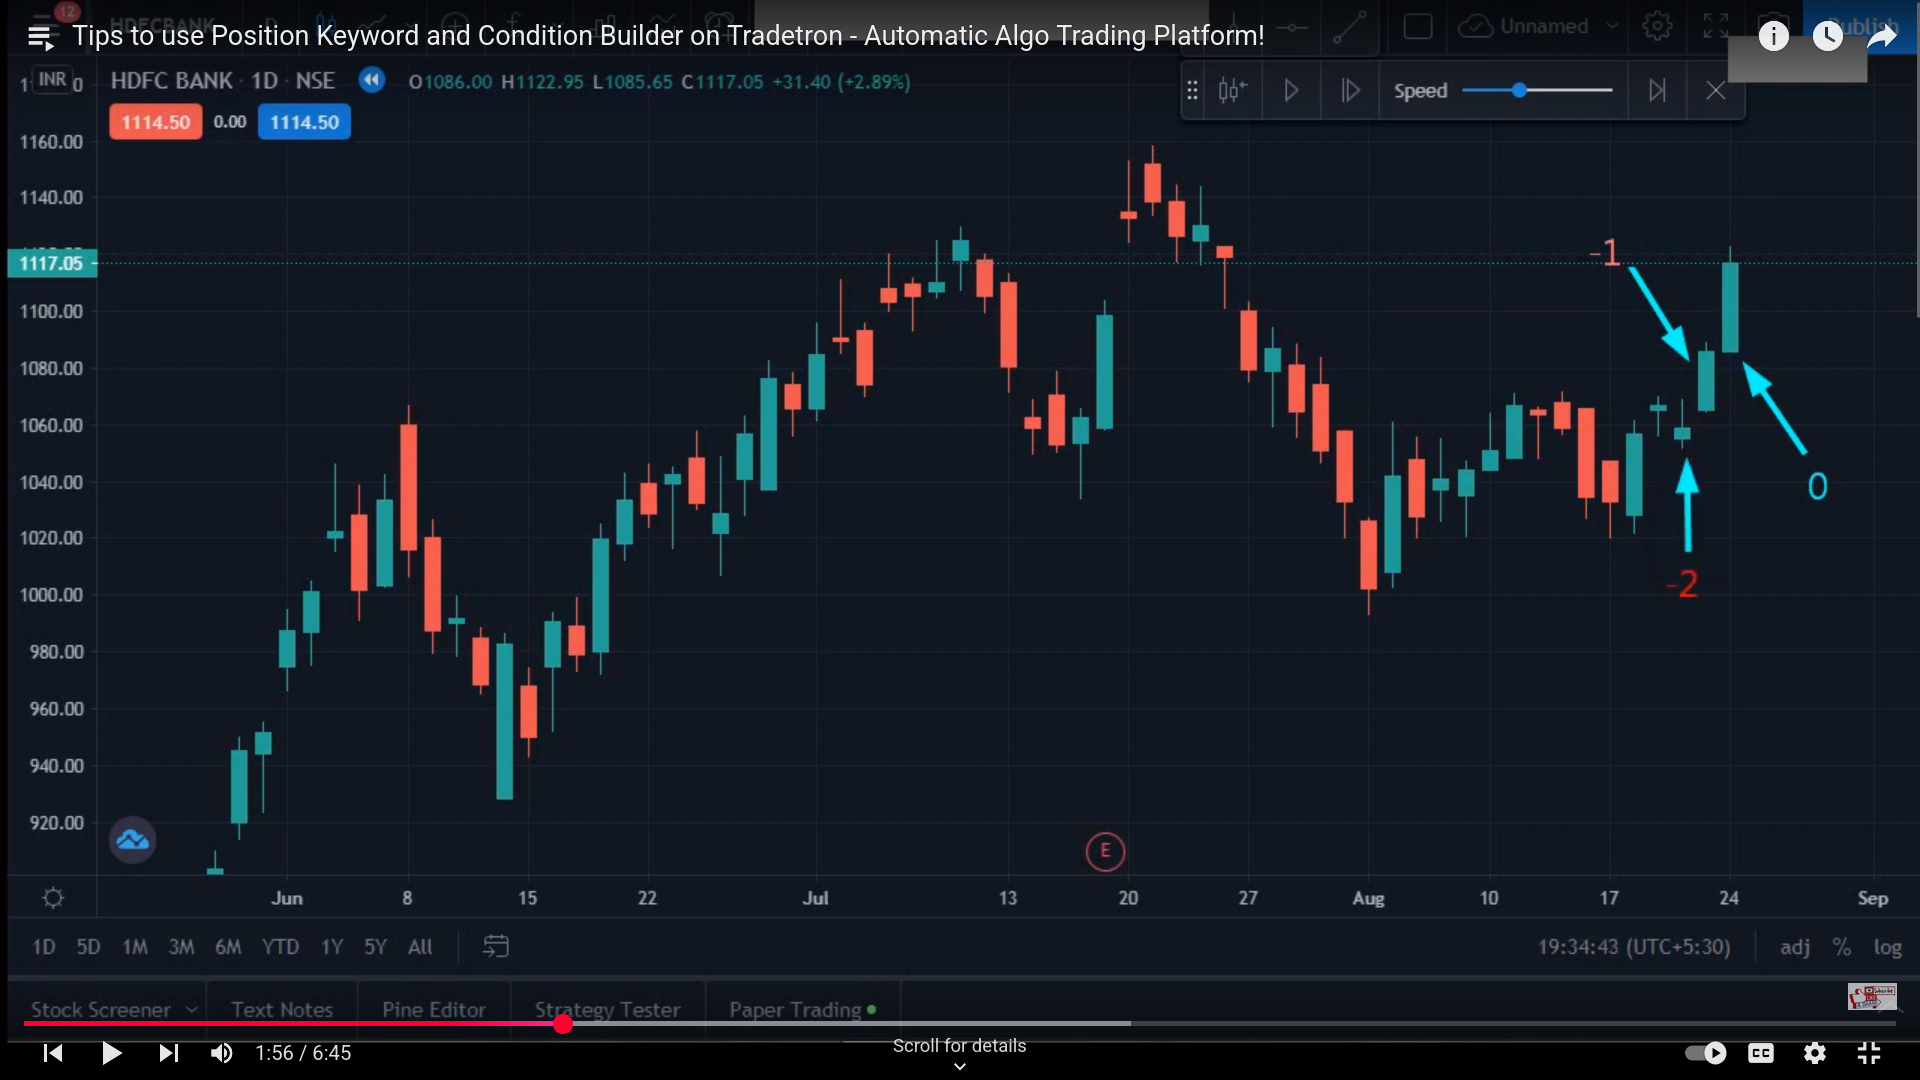 12
HDFCBANK
D
Unnamed
Publish
Tips to use Position Keyword and Condition Builder on Tradetron - Automatic Algo Trading Platform!
INR
HDFC BANK · 1D · NSE O1086.00 H1122.95 L1085.65 C1117.05 +31.40 (+2.89%)
Speed
1114.50 0.00 1114.50
1160.00
1140.00
1117.05
1100.00
1080.00
1060.00
1040.00
1020.00
1000.00
980.00
960.00
940.00
920.00
-1
0
-2
E
Jun 8 15 22 Jul 13 20 27 Aug 10 17 24 Sep
1D 5D 1M 3M 6M YTD 1Y 5Y All 19:34:43 (UTC+5:30) adj % log
Stock Screener Text Notes Pine Editor Strategy Tester Paper Trading
1:56 / 6:45
Scroll for details
CC